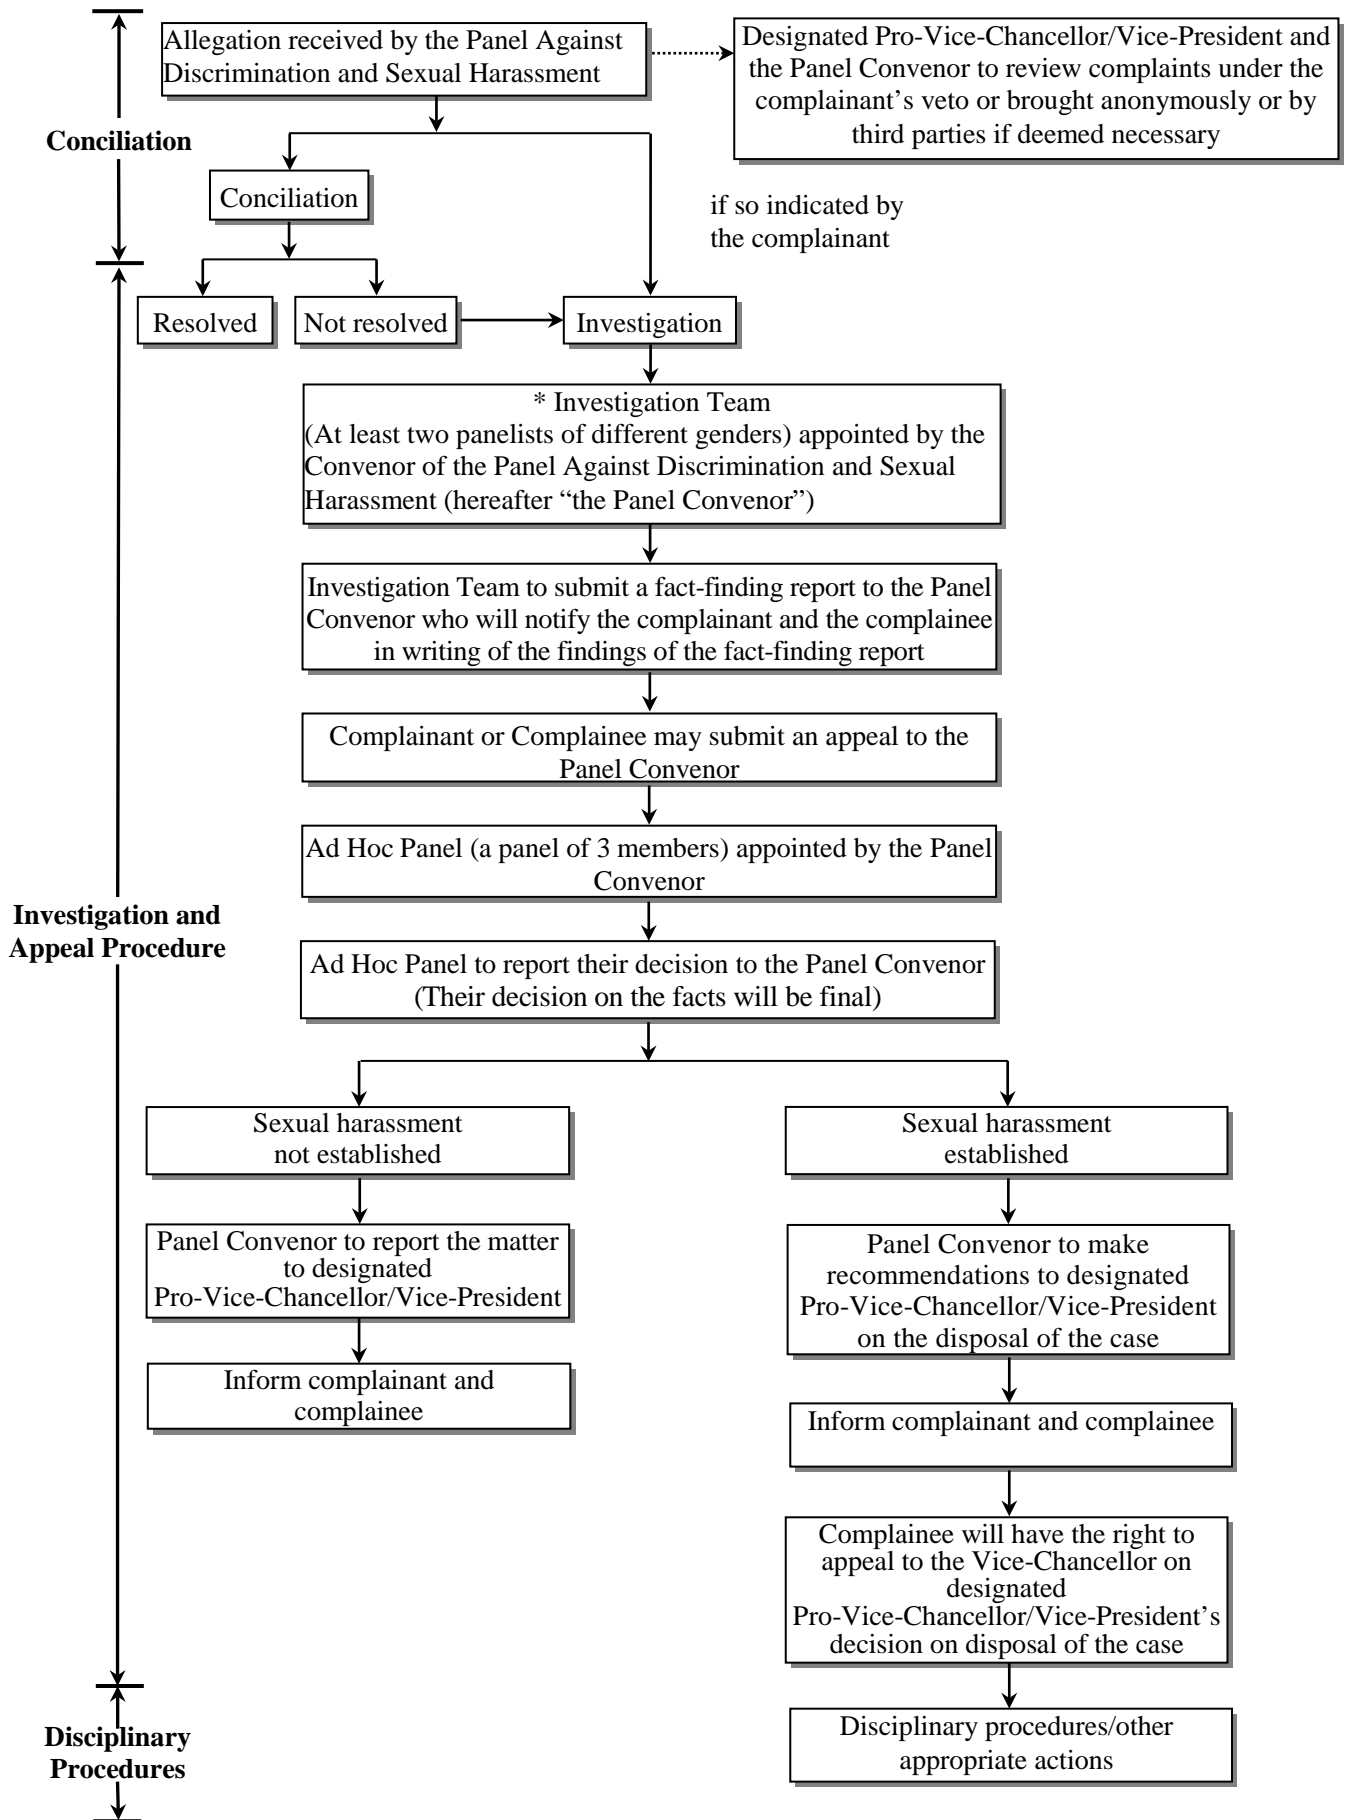 Allegation received by the Panel Against
Discrimination and Sexual Harassment
Designated Pro-Vice-Chancellor/Vice-President and
the Panel Convenor to review complaints under the
complainant’s veto or brought anonymously or by
third parties if deemed necessary
Conciliation
Conciliation
if so indicated by
the complainant
Resolved
Not resolved
Investigation
* Investigation Team
(At least two panelists of different genders) appointed by the
Convenor of the Panel Against Discrimination and Sexual
Harassment (hereafter “the Panel Convenor”)
Investigation Team to submit a fact-finding report to the Panel
Convenor who will notify the complainant and the complainee
in writing of the findings of the fact-finding report
Complainant or Complainee may submit an appeal to the
Panel Convenor
Ad Hoc Panel (a panel of 3 members) appointed by the Panel
Convenor
Investigation and
Appeal Procedure
Ad Hoc Panel to report their decision to the Panel Convenor
(Their decision on the facts will be final)
Sexual harassment
not established
Sexual harassment
established
Panel Convenor to report the matter
to designated
Pro-Vice-Chancellor/Vice-President
Panel Convenor to make
recommendations to designated
Pro-Vice-Chancellor/Vice-President
on the disposal of the case
Inform complainant and
complainee
Inform complainant and complainee
Complainee will have the right to
appeal to the Vice-Chancellor on
designated
Pro-Vice-Chancellor/Vice-President’s
decision on disposal of the case
Disciplinary
Procedures
Disciplinary procedures/other
appropriate actions